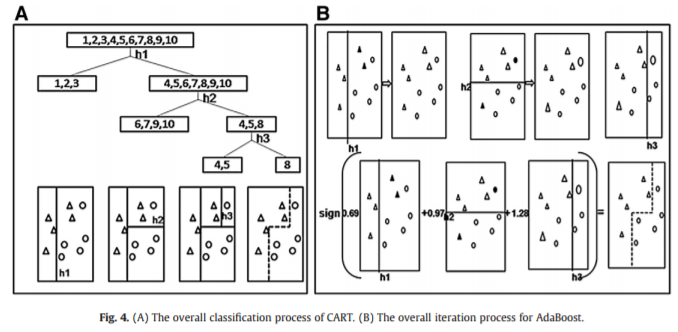 A
1,2,3,4,5,6,7,8,9,10
h1
1,2,3
4,5,6,7,8,9,10
h2
6,7,9,10
4,5,8
h3
4,5
8
h1
h2
h3
B
h2
h1
h3
sign 0.69 +0.97 h2 +1.28 =
h1
h3
Fig. 4. (A) The overall classification process of CART. (B) The overall iteration process for AdaBoost.